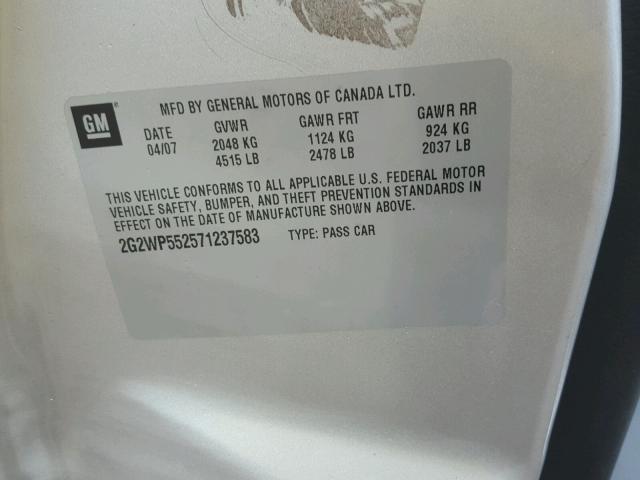 GM
MFD BY GENERAL MOTORS OF CANADA LTD.
DATE GVWR GAWR FRT GAWR RR
04/07 2048 KG 1124 KG 924 KG
4515 LB 2478 LB 2037 LB
THIS VEHICLE CONFORMS TO ALL APPLICABLE U.S. FEDERAL MOTOR
VEHICLE SAFETY, BUMPER, AND THEFT PREVENTION STANDARDS IN
EFFECT ON THE DATE OF MANUFACTURE SHOWN ABOVE.
2G2WP552571237583 TYPE: PASS CAR